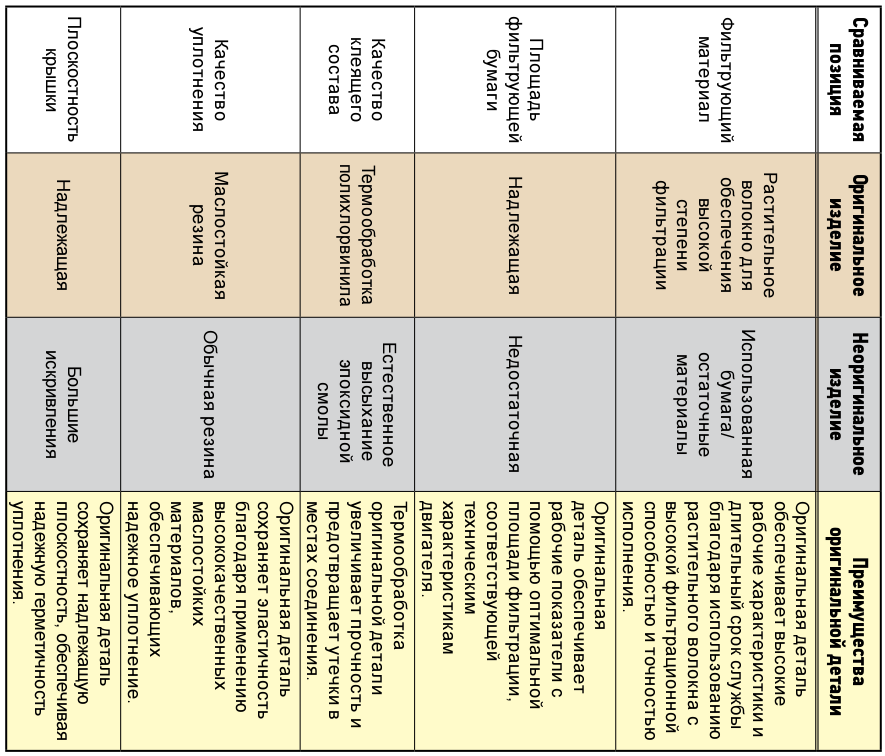 Сравниваемая
позиция
Оригинальное
изделие
Неоригинальное
изделие
Преимущества
оригинальной детали
Фильтрующий
материал
Растительное
волокно для
обеспечения
высокой
степени
фильтрации
Использованная
бумага/
остаточные
материалы
Оригинальная деталь
обеспечивает высокие
рабочие характеристики и
длительный срок службы
благодаря использованию
растительного волокна с
высокой фильтрационной
способностью и точностью
исполнения.
Площадь
фильтрующей
бумаги
Надлежащая
Недостаточная
Оригинальная
деталь обеспечивает
рабочие показатели с
помощью оптимальной
площади фильтрации,
соответствующей
техническим
характеристикам
двигателя.
Качество
клеящего
состава
Термообработка
полихлорвинила
Естественное
высыхание
эпоксидной
смолы
Термообработка
оригинальной детали
увеличивает прочность и
предотвращает утечки в
местах соединения.
Качество
уплотнения
Маслостойкая
резина
Обычная резина
Оригинальная деталь
сохраняет эластичность
благодаря применению
высококачественных
маслостойких
материалов,
обеспечивающих
надежное уплотнение.
Плоскостность
крышки
Надлежащая
Большие
искривления
Оригинальная деталь
сохраняет надлежащую
плоскостность, обеспечивая
надежную герметичность
уплотнения.